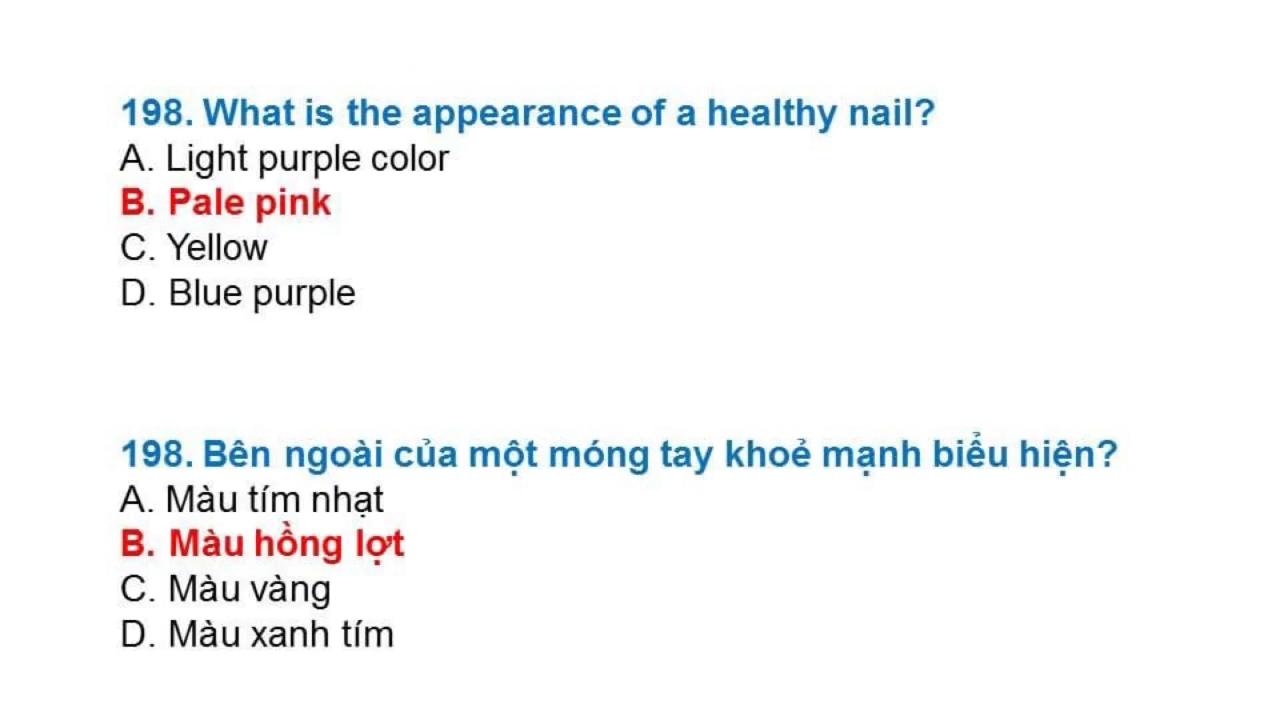 198. What is the appearance of a healthy nail?
A. Light purple color
B. Pale pink
C. Yellow
D. Blue purple
198. Bên ngoài của một móng tay khoẻ mạnh biểu hiện?
A. Màu tím nhạt
B. Màu hồng lợt
C. Màu vàng
D. Màu xanh tím